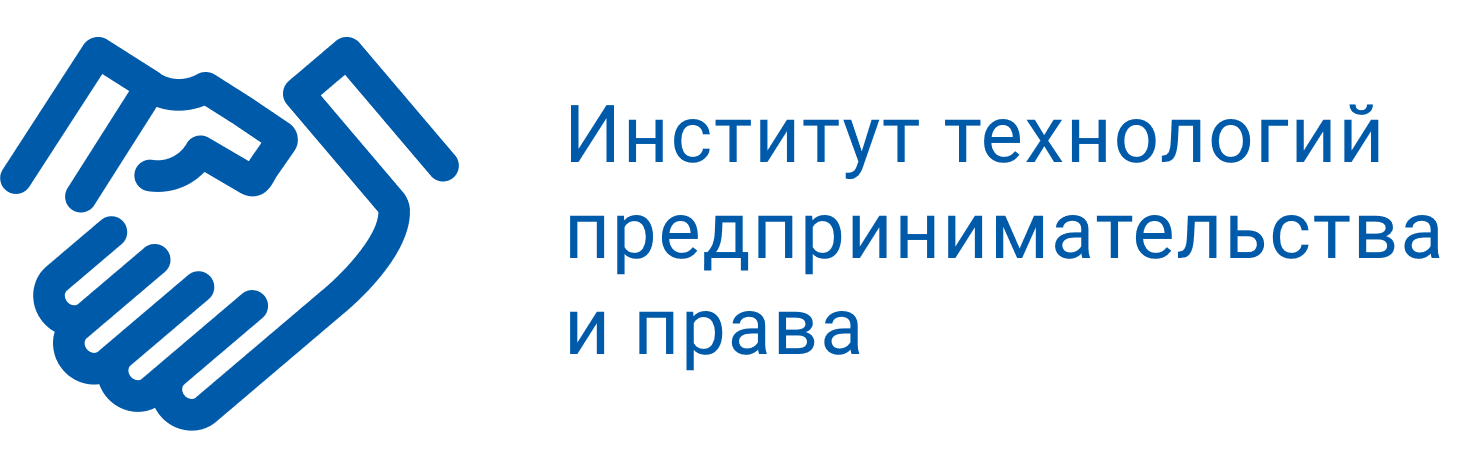 Институт технологий
предпринимательства
и права